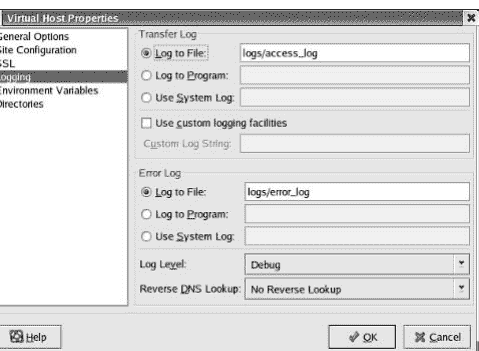 Virtual Host Properties
General Options
Site Configuration
SSL
Logging
Environment Variables
Directories
Transfer Log
Log to File: logs/access_log
Log to Program:
Use System Log:
Use custom logging facilities
Custom Log String:
Error Log
Log to File: logs/error_log
Log to Program:
Use System Log:
Log Level: Debug
Reverse DNS Lookup: No Reverse Lookup
Help OK Cancel